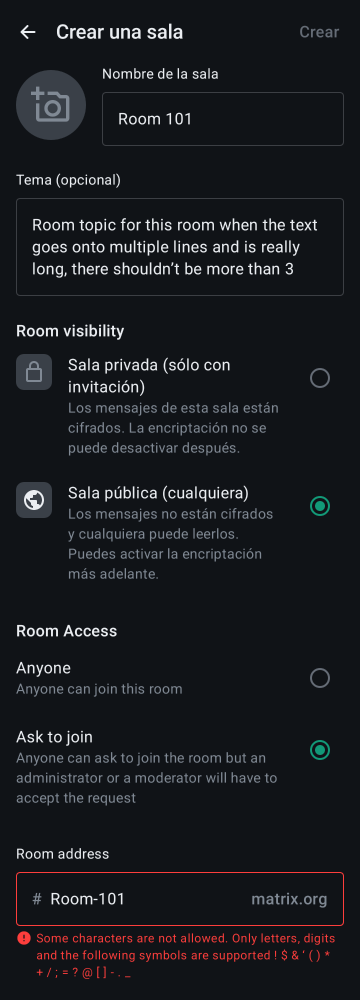 Crear una sala
Crear
Nombre de la sala
Room 101
Tema (opcional)
Room topic for this room when the text
goes onto multiple lines and is really
long, there shouldn’t be more than 3
Room visibility
Sala privada (sólo con
invitación)
Los mensajes de esta sala están
cifrados. La encriptación no se
puede desactivar después.
Sala pública (cualquiera)
Los mensajes no están cifrados
y cualquiera puede leerlos.
Puedes activar la encriptación
más adelante.
Room Access
Anyone
Anyone can join this room
Ask to join
Anyone can ask to join the room but an
administrator or a moderator will have to
accept the request
Room address
# Room-101 matrix.org
Some characters are not allowed. Only letters, digits
and the following symbols are supported ! $ & ‘ ( ) *
+ / ; = ? @ [ ] - . _